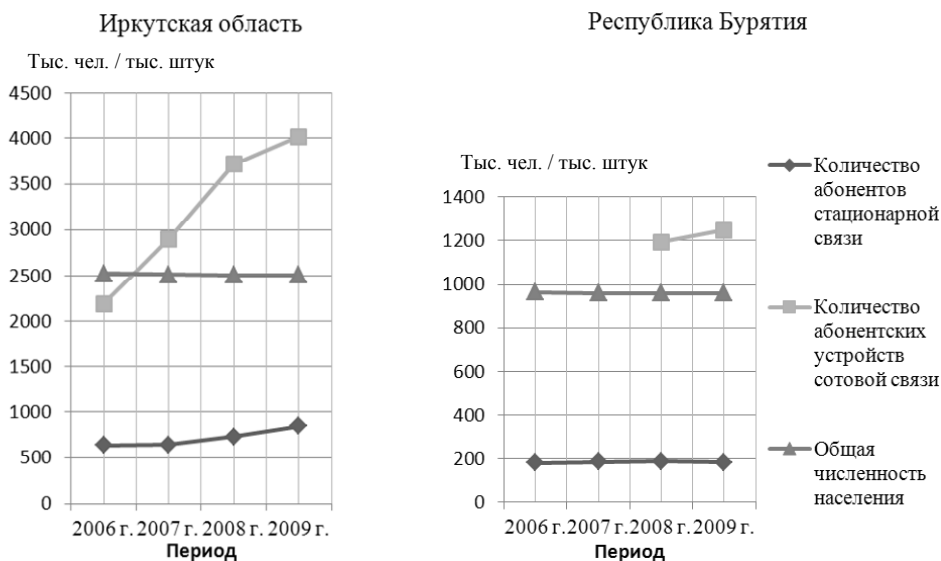 Иркутская область
Тыс. чел. / тыс. штук
4500
4000
3500
3000
2500
2000
1500
1000
500
0
2006 г. 2007 г. 2008 г. 2009 г.
Период
Республика Бурятия
Тыс. чел. / тыс. штук
1400
1200
1000
800
600
400
200
0
2006 г. 2007 г. 2008 г. 2009 г.
Период
Количество
абонентов
стационарной
связи
Количество
абонентских
устройств
сотовой связи
Общая
численность
населения